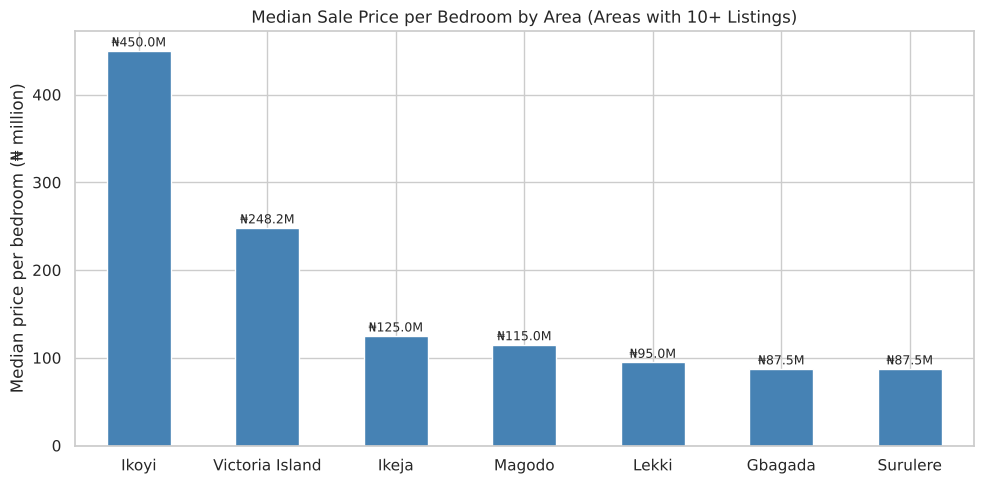 Median Sale Price per Bedroom by Area (Areas with 10+ Listings)
Median price per bedroom (₦ million)
400
300
200
100
0
₦450.0M
₦248.2M
₦125.0M
₦115.0M
₦95.0M
₦87.5M
₦87.5M
Ikoyi
Victoria Island
Ikeja
Magodo
Lekki
Gbagada
Surulere